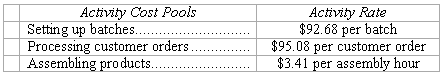 Activity Cost Pools Activity Rate
Setting up batches............................ $92.68 per batch
Processing customer orders............... $95.08 per customer order
Assembling products......................... $3.41 per assembly hour